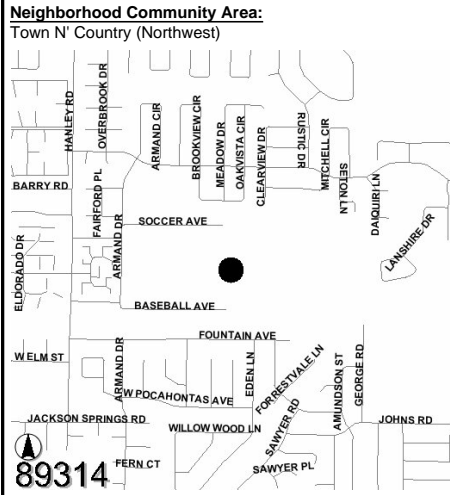 Neighborhood Community Area:
Town N' Country (Northwest)
HANLEY RD
OVERBROOK DR
ARMAND CIR
BROOKVIEW CIR
MEADOW DR
OAKVISTA CIR
CLEARVIEW DR
RUSTIC DR
MITCHELL CIR
SETON LN
DAIQUIRI LN
LANSHIRE DR
BARRY RD
FAIRFORD PL
ARMAND DR
SOCCER AVE
ELDORADO DR
BASEBALL AVE
FOUNTAIN AVE
W ELM ST
ARMAND DR
EDEN LN
FORRESTVALE LN
AMUNDSON ST
GEORGE RD
W POCAHONTAS AVE
JACKSON SPRINGS RD
WILLOW WOOD LN
SAWYER RD
JOHNS RD
FERN CT
SAWYER PL
89314